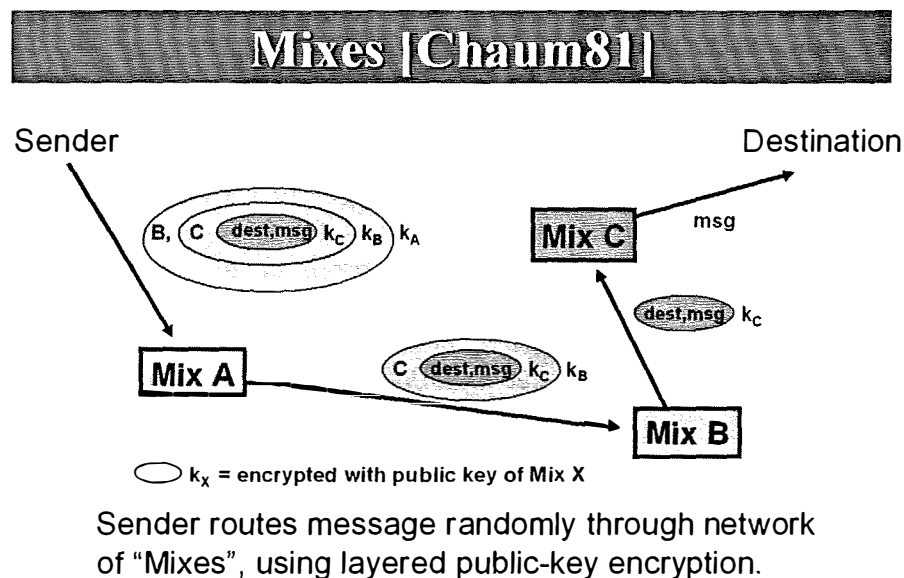 Mixes [Chaum81]
Sender
Destination
B, C dest,msg kC kB kA
Mix C
msg
dest,msg kC
Mix A
C dest,msg kC kB
Mix B
kX = encrypted with public key of Mix X
Sender routes message randomly through network
of “Mixes”, using layered public-key encryption.